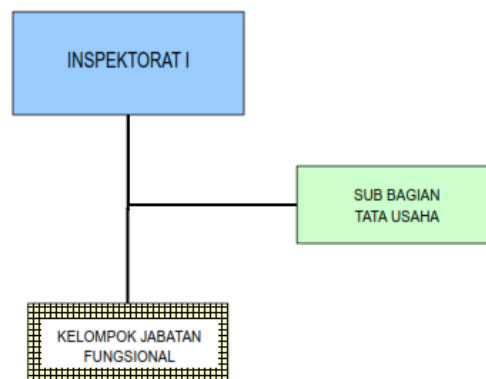 INSPEKTORAT I
SUB BAGIAN
TATA USAHA
KELOMPOK JABATAN
FUNGSIONAL